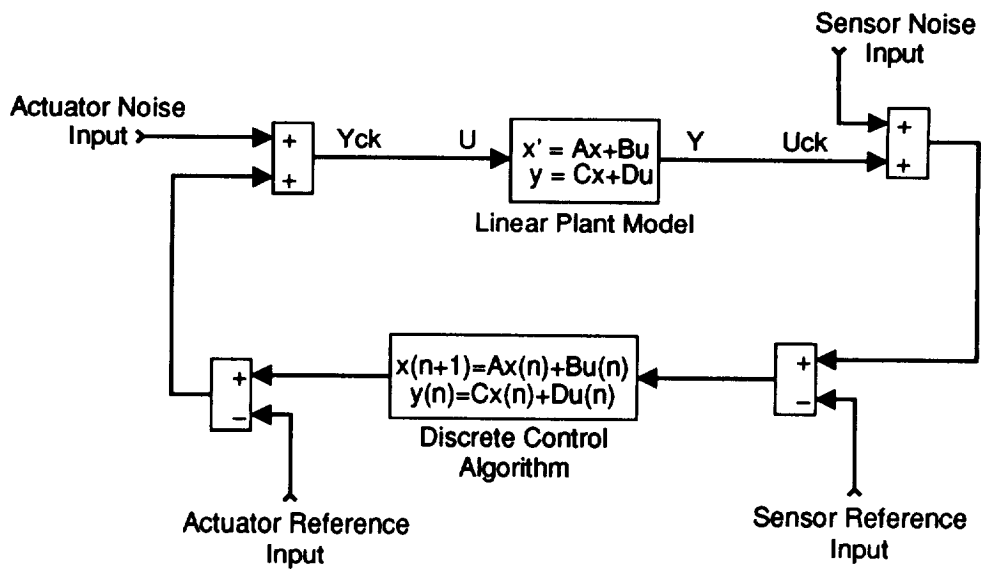 Sensor Noise
Input
Actuator Noise
Input
+
+
Yck
U
x' = Ax+Bu
y = Cx+Du
Linear Plant Model
Y
Uck
+
+
+
−
x(n+1)=Ax(n)+Bu(n)
y(n)=Cx(n)+Du(n)
Discrete Control
Algorithm
+
−
Actuator Reference
Input
Sensor Reference
Input